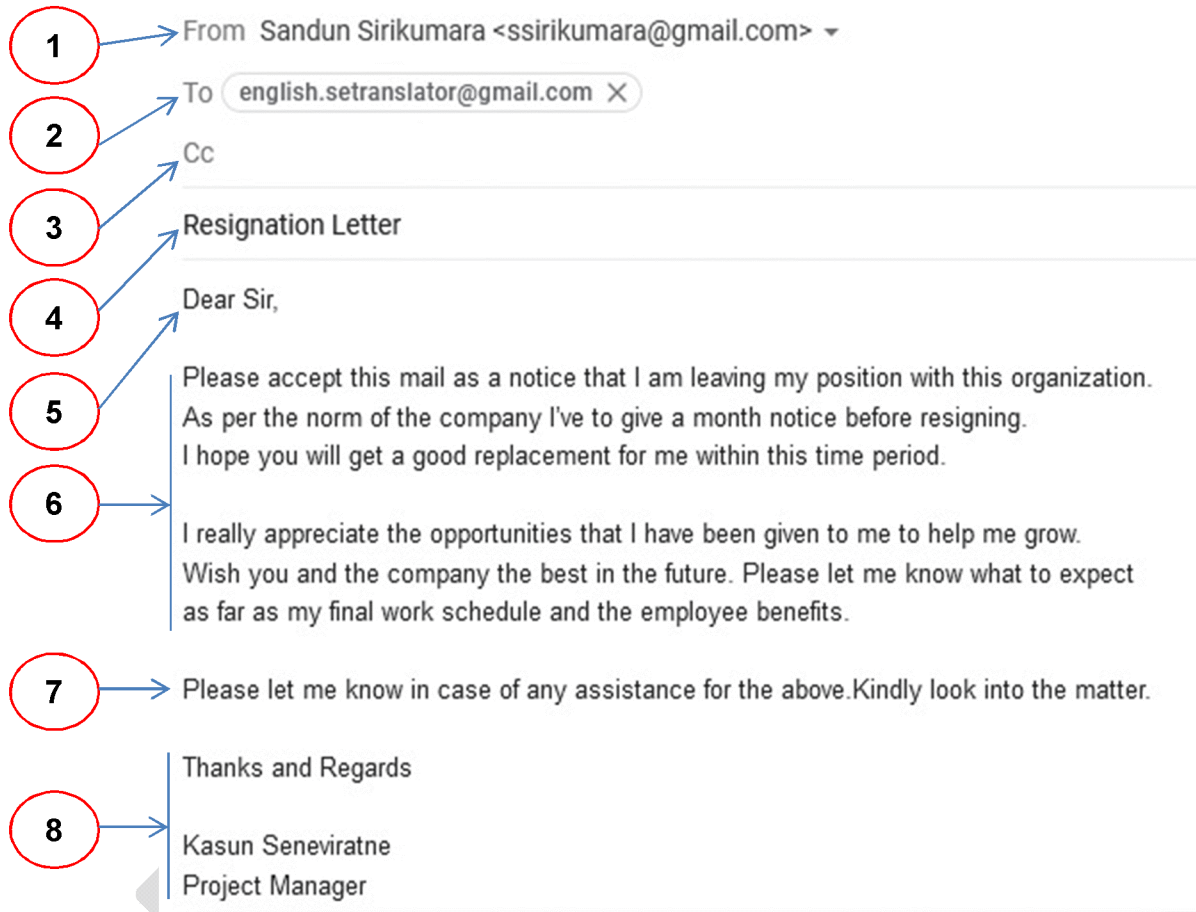 1 From Sandun Sirikumara <ssirikumara@gmail.com>
2 To english.setranslator@gmail.com
3 Cc
4 Resignation Letter
5 Dear Sir,
6 Please accept this mail as a notice that I am leaving my position with this organization.
As per the norm of the company I've to give a month notice before resigning.
I hope you will get a good replacement for me within this time period.
I really appreciate the opportunities that I have been given to me to help me grow.
Wish you and the company the best in the future. Please let me know what to expect
as far as my final work schedule and the employee benefits.
7 Please let me know in case of any assistance for the above.Kindly look into the matter.
8 Thanks and Regards
Kasun Seneviratne
Project Manager